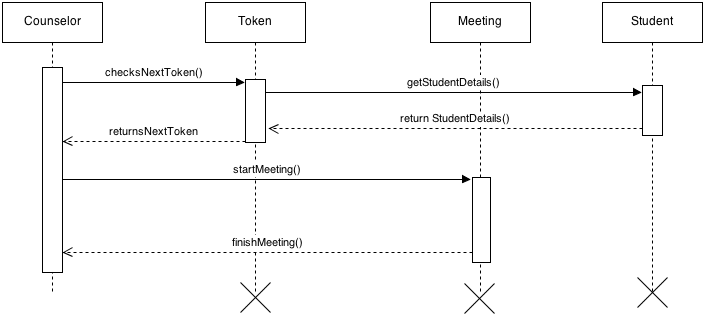 Counselor
Token
Meeting
Student
checksNextToken()
getStudentDetails()
return StudentDetails()
returnsNextToken
startMeeting()
finishMeeting()